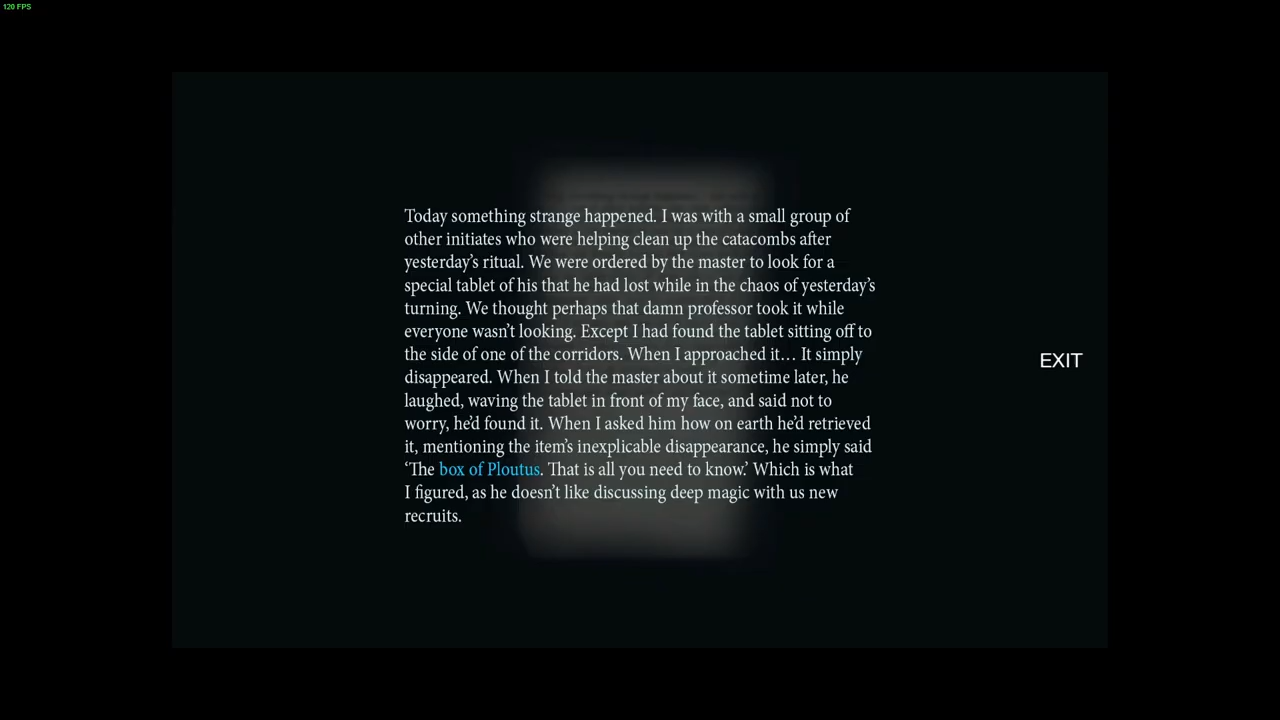 120 FPS
Today something strange happened. I was with a small group of
other initiates who were helping clean up the catacombs after
yesterday’s ritual. We were ordered by the master to look for a
special tablet of his that he had lost while in the chaos of yesterday’s
turning. We thought perhaps that damn professor took it while
everyone wasn’t looking. Except I had found the tablet sitting off to
the side of one of the corridors. When I approached it… It simply
disappeared. When I told the master about it sometime later, he
laughed, waving the tablet in front of my face, and said not to
worry, he’d found it. When I asked him how on earth he’d retrieved
it, mentioning the item’s inexplicable disappearance, he simply said
‘The box of Ploutus. That is all you need to know.’ Which is what
I figured, as he doesn’t like discussing deep magic with us new
recruits.
EXIT